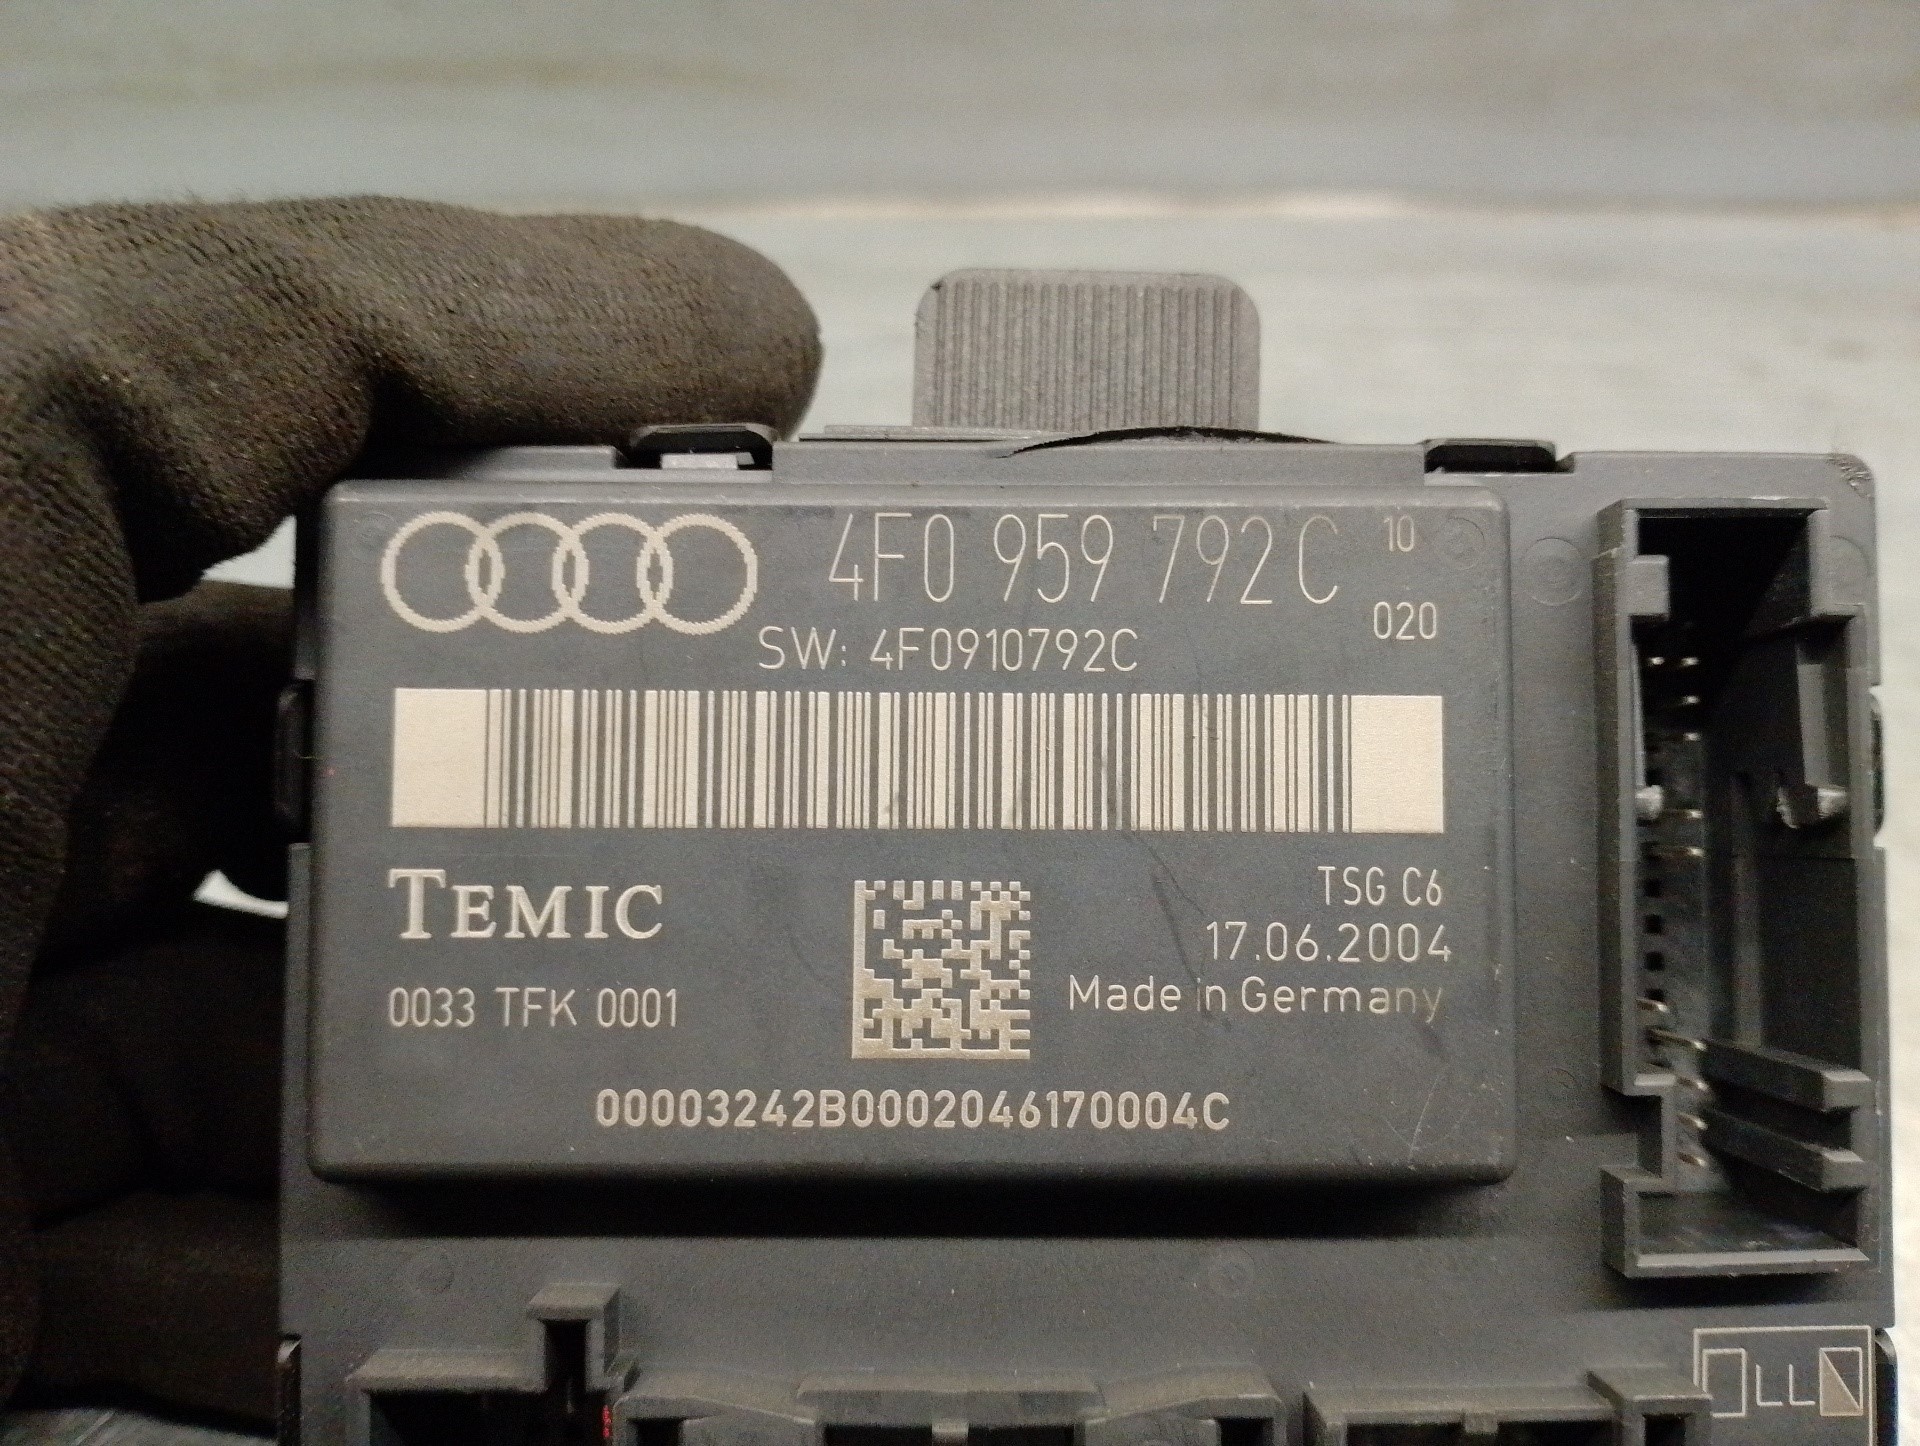 4F0 959 792 C 10
020
SW: 4F0910792C
TEMIC
TSG C6
17.06.2004
Made in Germany
0033 TFK 0001
00003242B0002046170004C
LL